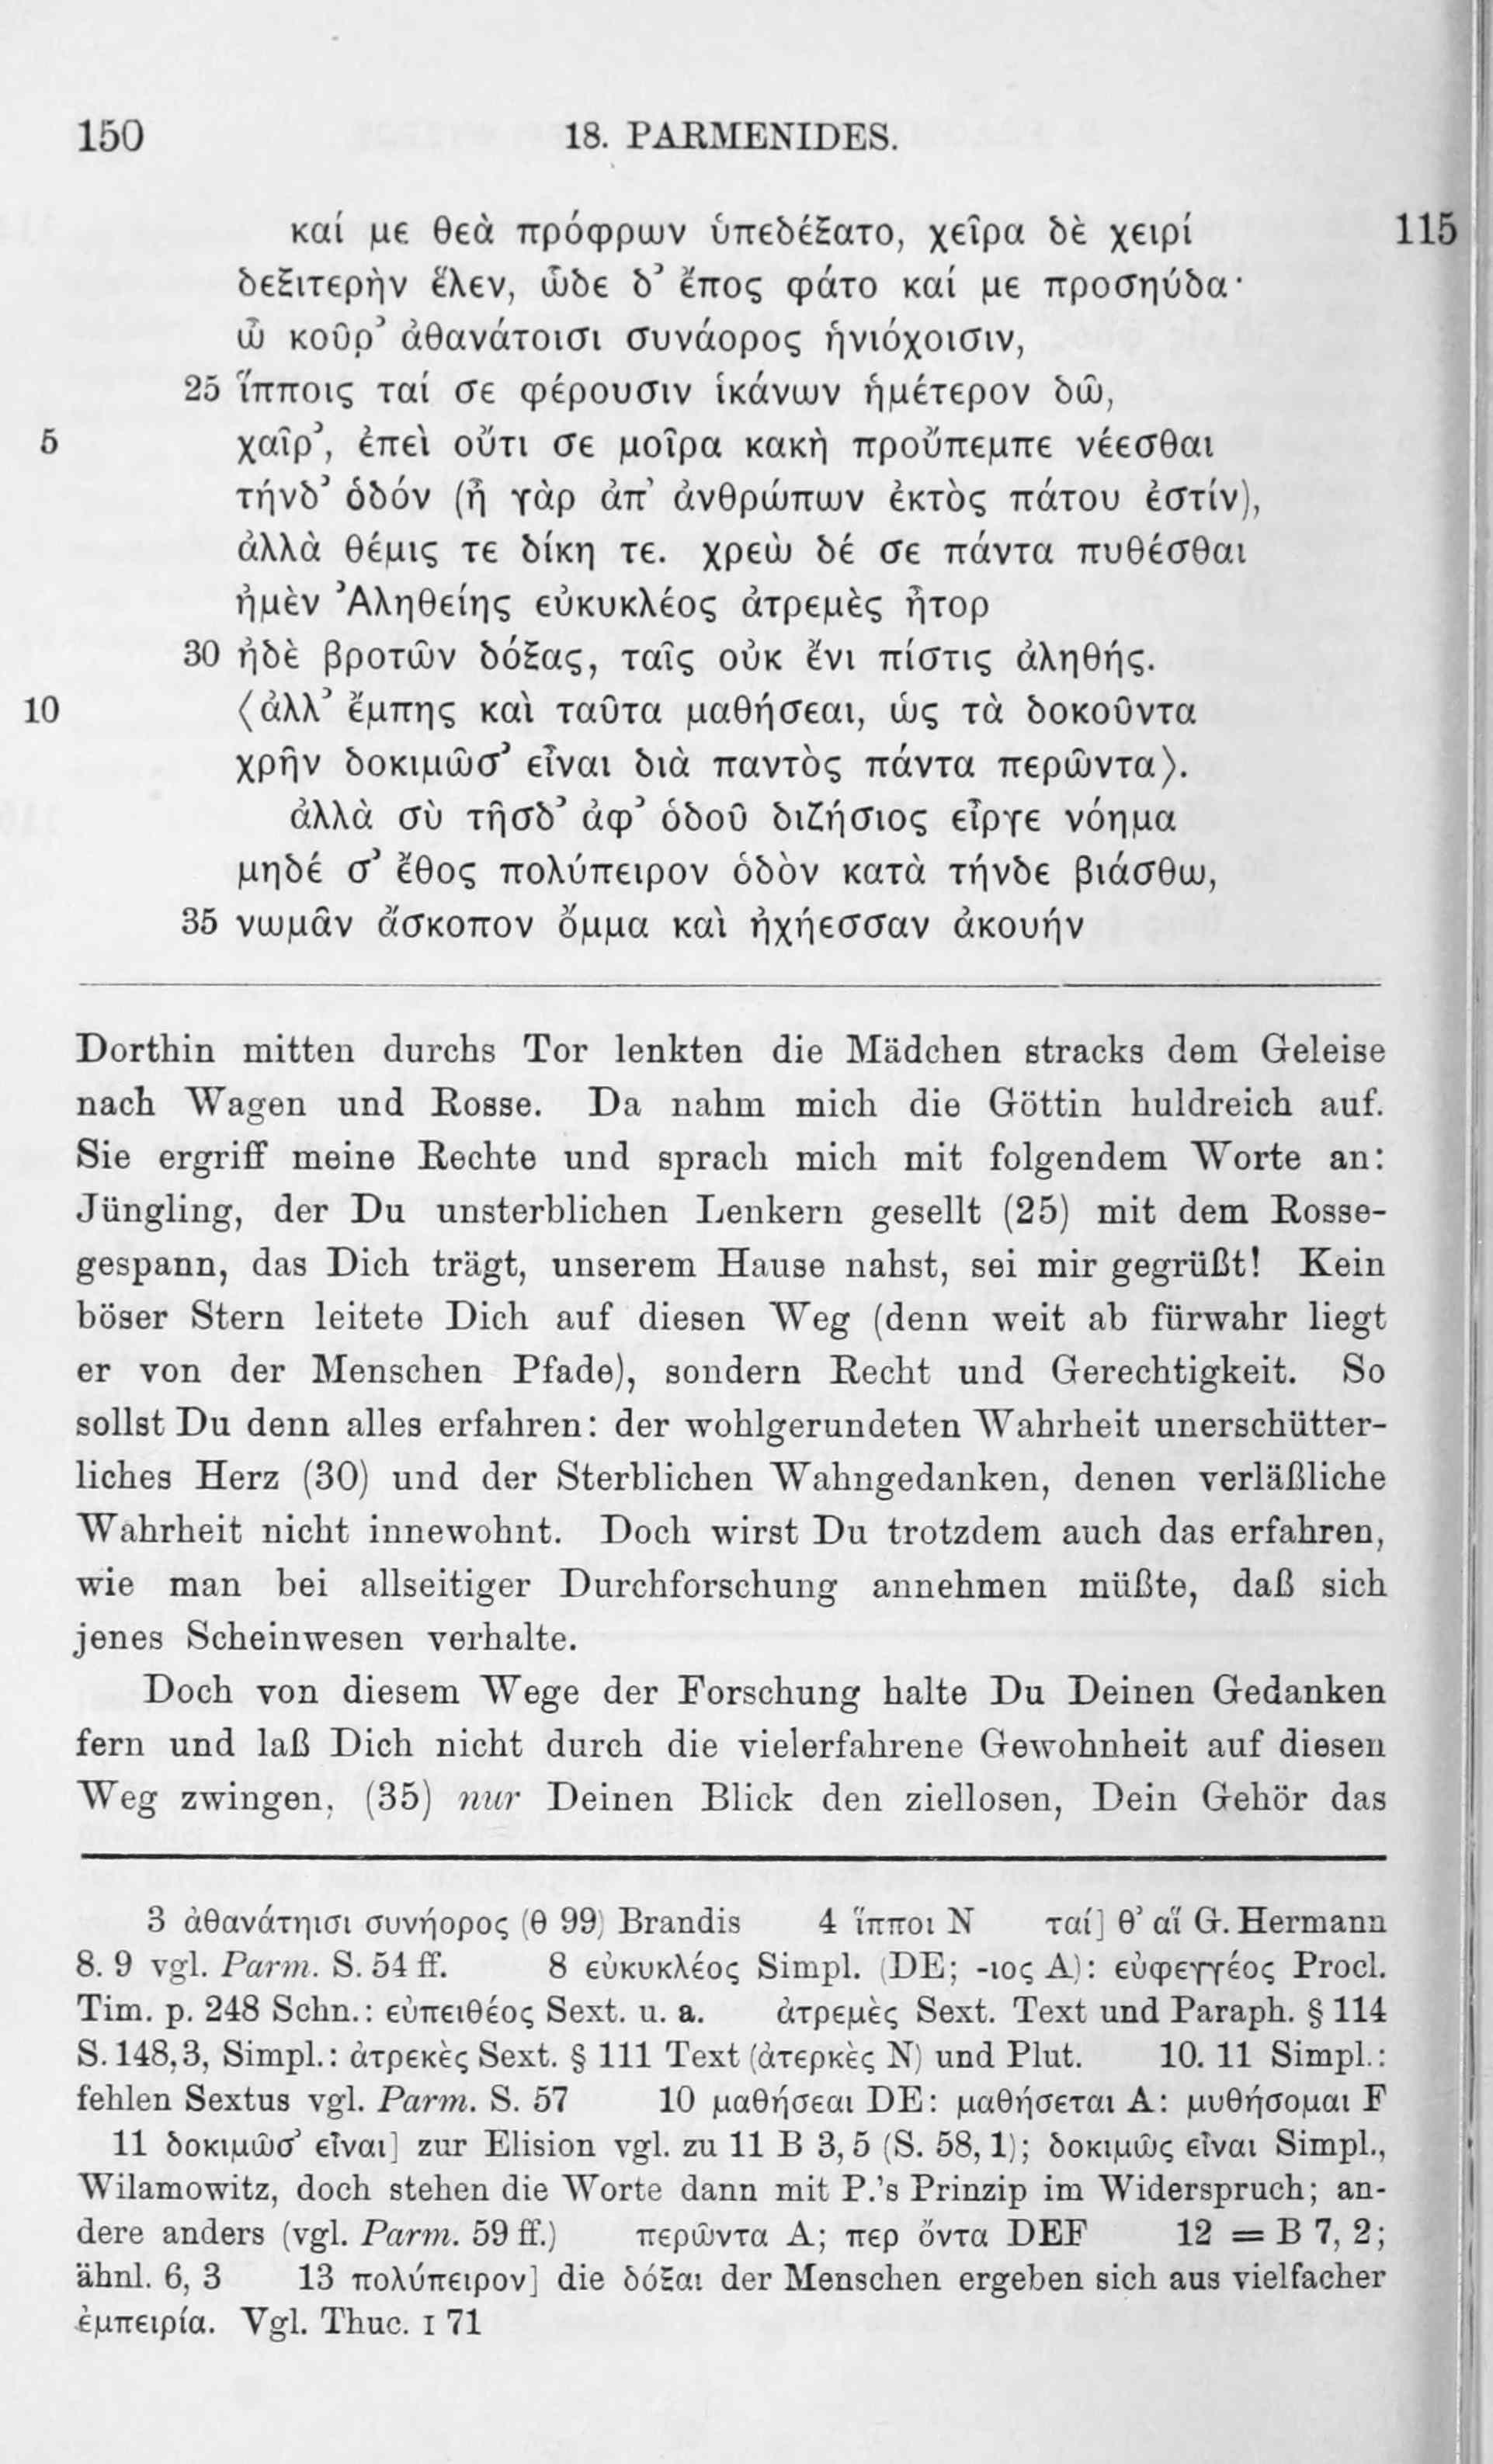 150 18. PARMENIDES.
καί με θεὰ πρόφρων ὑπεδέξατο, χεῖρα δὲ χειρί 115
δεξιτερὴν ἕλεν, ὧδε δ’ ἔπος φάτο καί με προσηύδα·
ὦ κοῦρ’ ἀθανάτοισι συνάορος ἡνιόχοισιν,
25 ἵπποις ταί σε φέρουσιν ἱκάνων ἡμέτερον δῶ,
5 χαῖρ’, ἐπεὶ οὔτι σε μοῖρα κακὴ προὔπεμπε νέεσθαι
τήνδ’ ὁδόν (ἦ γὰρ ἀπ’ ἀνθρώπων ἐκτὸς πάτου ἐστίν),
ἀλλὰ θέμις τε δίκη τε. χρεὼ δέ σε πάντα πυθέσθαι
ἠμὲν Ἀληθείης εὐκυκλέος ἀτρεμὲς ἦτορ
30 ἠδὲ βροτῶν δόξας, ταῖς οὐκ ἔνι πίστις ἀληθής.
10 ⟨ἀλλ’ ἔμπης καὶ ταῦτα μαθήσεαι, ὡς τὰ δοκοῦντα
χρῆν δοκιμῶσ’ εἶναι διὰ παντὸς πάντα περῶντα⟩.
ἀλλὰ σὺ τῆσδ’ ἀφ’ ὁδοῦ διζήσιος εἶργε νόημα
μηδέ σ’ ἔθος πολύπειρον ὁδὸν κατὰ τήνδε βιάσθω,
35 νωμᾶν ἄσκοπον ὄμμα καὶ ἠχήεσσαν ἀκουήν
Dorthin mitten durchs Tor lenkten die Mädchen stracks dem Geleise
nach Wagen und Rosse. Da nahm mich die Göttin huldreich auf.
Sie ergriff meine Rechte und sprach mich mit folgendem Worte an:
Jüngling, der Du unsterblichen Lenkern gesellt (25) mit dem Rosse-
gespann, das Dich trägt, unserem Hause nahst, sei mir gegrüßt! Kein
böser Stern leitete Dich auf diesen Weg (denn weit ab fürwahr liegt
er von der Menschen Pfade), sondern Recht und Gerechtigkeit. So
sollst Du denn alles erfahren: der wohlgerundeten Wahrheit unerschütter-
liches Herz (30) und der Sterblichen Wahngedanken, denen verläßliche
Wahrheit nicht innewohnt. Doch wirst Du trotzdem auch das erfahren,
wie man bei allseitiger Durchforschung annehmen müßte, daß sich
jenes Scheinwesen verhalte.
Doch von diesem Wege der Forschung halte Du Deinen Gedanken
fern und laß Dich nicht durch die vielerfahrene Gewohnheit auf diesen
Weg zwingen, (35) nur Deinen Blick den ziellosen, Dein Gehör das
3 ἀθανάτηισι συνήορος (θ 99) Brandis 4 ἵπποι N ταί] θ’ αἵ G. Hermann
8. 9 vgl. Parm. S. 54 ff. 8 εὐκυκλέος Simpl. (DE; -ιος A): εὐφεγγέος Procl.
Tim. p. 248 Schn.: εὐπειθέος Sext. u. a. ἀτρεμὲς Sext. Text und Paraph. § 114
S. 148,3, Simpl.: ἀτρεκὲς Sext. § 111 Text (ἀτερκὲς N) und Plut. 10. 11 Simpl.:
fehlen Sextus vgl. Parm. S. 57 10 μαθήσεαι DE: μαθήσεται A: μυθήσομαι F
11 δοκιμῶσ’ εἶναι] zur Elision vgl. zu 11 B 3, 5 (S. 58, 1); δοκιμῶς εἶναι Simpl.,
Wilamowitz, doch stehen die Worte dann mit P.’s Prinzip im Widerspruch; an-
dere anders (vgl. Parm. 59 ff.) περῶντα A; περ ὄντα DEF 12 = B 7, 2;
ähnl. 6, 3 13 πολύπειρον] die δόξαι der Menschen ergeben sich aus vielfacher
ἐμπειρία. Vgl. Thuc. I 71